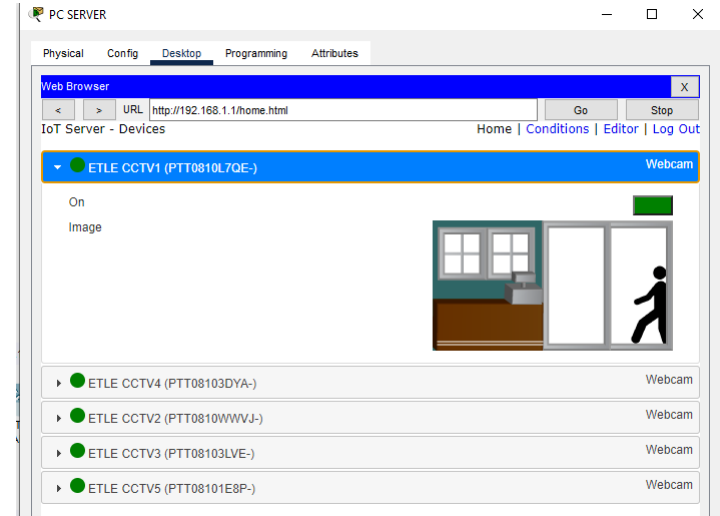 PC SERVER
Physical Config Desktop Programming Attributes
Web Browser X
< > URL http://192.168.1.1/home.html Go Stop
IoT Server - Devices Home | Conditions | Editor | Log Out
ETLE CCTV1 (PTT0810L7QE-) Webcam
On
Image
ETLE CCTV4 (PTT08103DYA-) Webcam
ETLE CCTV2 (PTT0810WWVJ-) Webcam
ETLE CCTV3 (PTT08103LVE-) Webcam
ETLE CCTV5 (PTT08101E8P-) Webcam